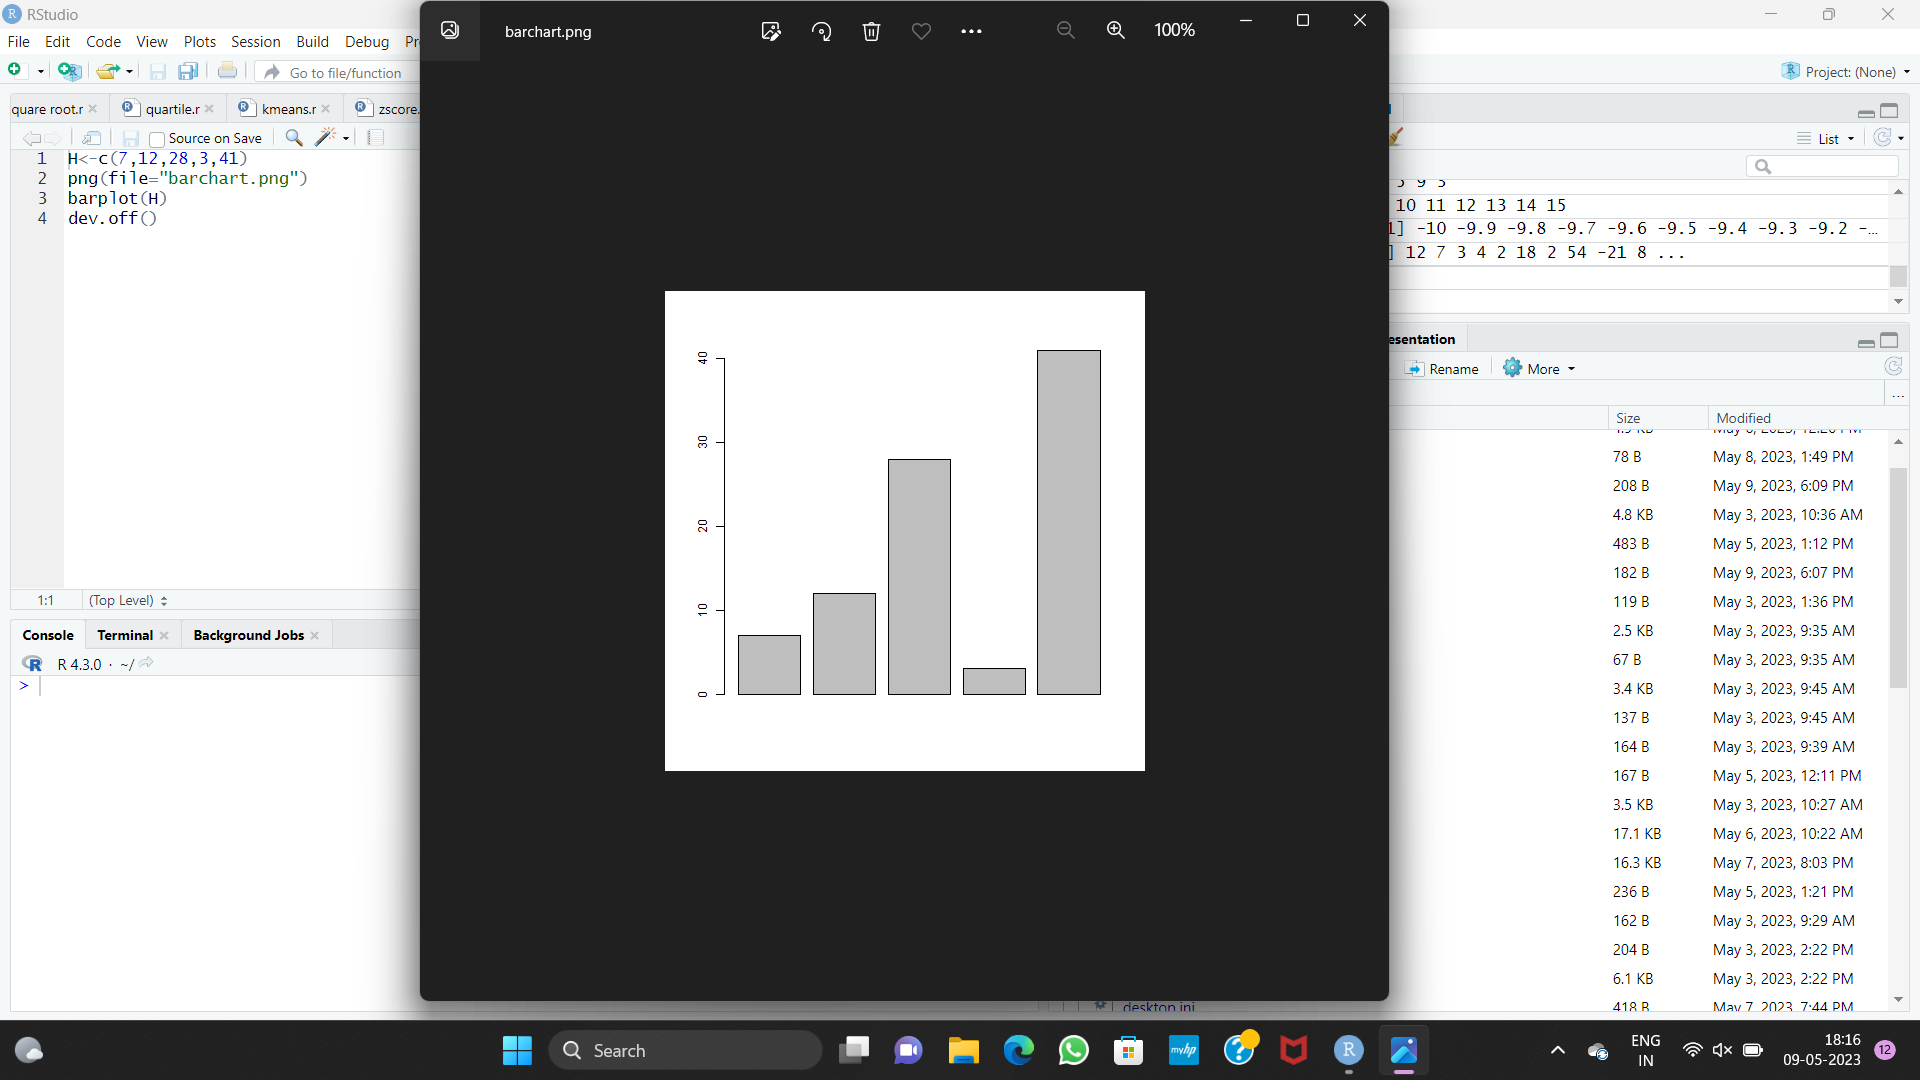 RStudio
File Edit Code View Plots Session Build Debug
Go to file/function
Project: (None)
quare root.r quartile.r kmeans.r zscore.
Source on Save
1 H<-c(7,12,28,3,41)
2 png(file="barchart.png")
3 barplot(H)
4 dev.off()
1:1 (Top Level)
Console Terminal Background Jobs
R 4.3.0 · ~/
>
barchart.png 100%
40
30
20
10
0
List
5 9 3
10 11 12 13 14 15
1] -10 -9.9 -9.8 -9.7 -9.6 -9.5 -9.4 -9.3 -9.2 -…
] 12 7 3 4 2 18 2 54 -21 8 ...
esentation
Rename More
...
Size Modified
78 B May 8, 2023, 1:49 PM
208 B May 9, 2023, 6:09 PM
4.8 KB May 3, 2023, 10:36 AM
483 B May 5, 2023, 1:12 PM
182 B May 9, 2023, 6:07 PM
119 B May 3, 2023, 1:36 PM
2.5 KB May 3, 2023, 9:35 AM
67 B May 3, 2023, 9:35 AM
3.4 KB May 3, 2023, 9:45 AM
137 B May 3, 2023, 9:45 AM
164 B May 3, 2023, 9:39 AM
167 B May 5, 2023, 12:11 PM
3.5 KB May 3, 2023, 10:27 AM
17.1 KB May 6, 2023, 10:22 AM
16.3 KB May 7, 2023, 8:03 PM
236 B May 5, 2023, 1:21 PM
162 B May 3, 2023, 9:29 AM
204 B May 3, 2023, 2:22 PM
6.1 KB May 3, 2023, 2:22 PM
desktop.ini 418 B May 7, 2023, 7:44 PM
Search
myhp
ENG
IN
18:16
09-05-2023
12